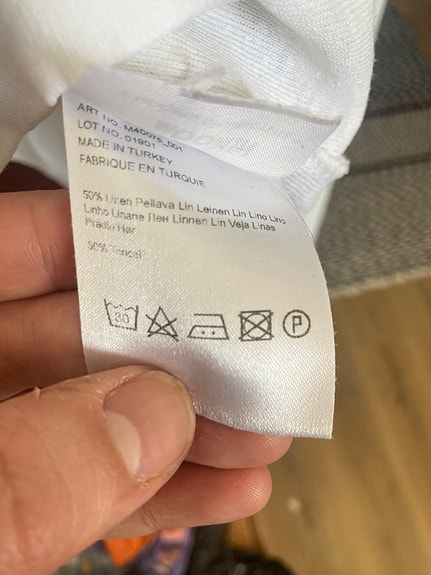 ART NO. M40075_001
LOT NO. 01901
MADE IN TURKEY
FABRIQUE EN TURQUIE
50% Linen Pellava Lin Leinen Lin Lino Lino
Linho Linane Лен Linnen Lin Veja Linas
Hør
50% Tencel
30
P